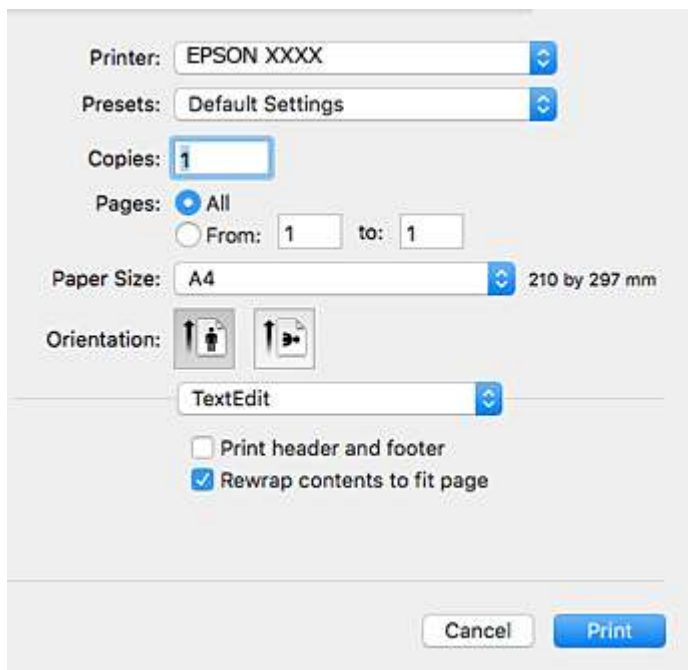 Printer: EPSON XXXX
Presets: Default Settings
Copies: 1
Pages: All
From: 1 to: 1
Paper Size: A4 210 by 297 mm
Orientation:
TextEdit
Print header and footer
Rewrap contents to fit page
Cancel Print